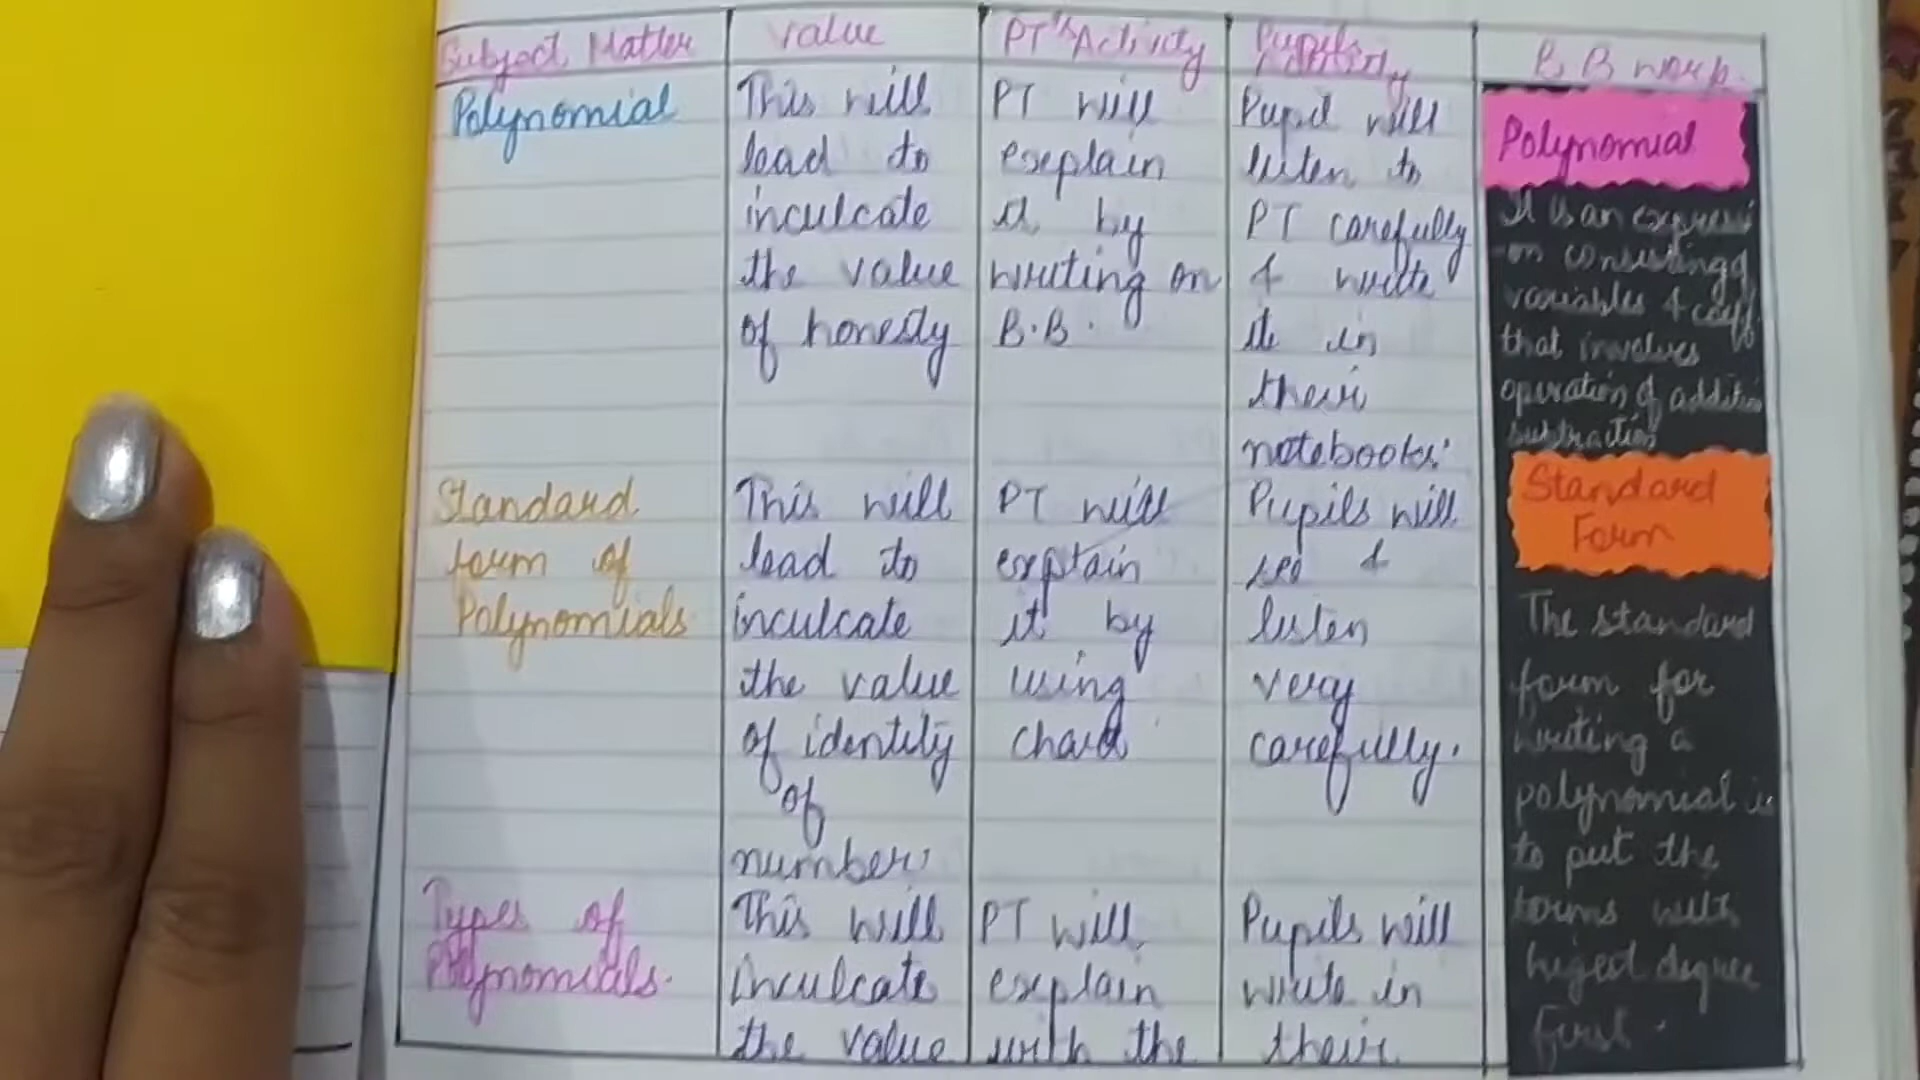 Subject Matter
Value
PT's Activity
Pupils Activity
B B work.
Polynomial
This will
lead to
inculcate
the value
of honesty
PT will
explain
it by
writing on
B.B.
Pupil will
listen to
PT carefully
& write
it in
their
notebooks.
Polynomial
It is an expressi
-on consisting of
variables & coeff.
that involves
operation of addition
subtraction
Standard
form of
Polynomials
This will
lead to
inculcate
the value
of identity
of
number.
PT will
explain
it by
using
chart
Pupils will
see &
listen
very
carefully.
Standard
Form
The standard
form for
writing a
polynomial is
to put the
terms with
higest degree
first.
Types of
Polynomials.
This will
inculcate
the value
PT will
explain
with the
Pupils will
write in
their